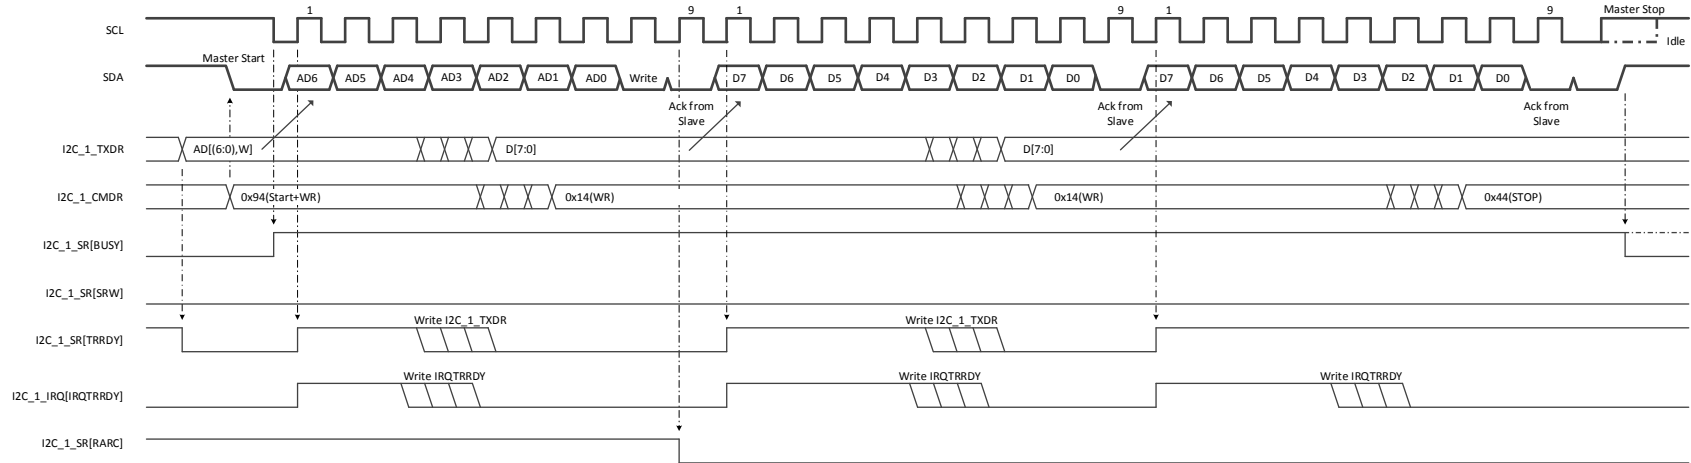 1 9 1 9 1 9 Master Stop
SCL
Idle
Master Start
SDA
AD6 AD5 AD4 AD3 AD2 AD1 AD0 Write D7 D6 D5 D4 D3 D2 D1 D0 D7 D6 D5 D4 D3 D2 D1 D0
Ack from Slave
Ack from Slave
Ack from Slave
I2C_1_TXDR
AD[(6:0),W] D[7:0] D[7:0]
I2C_1_CMDR
0x94(Start+WR) 0x14(WR) 0x14(WR) 0x44(STOP)
I2C_1_SR[BUSY]
I2C_1_SR[SRW]
Write I2C_1_TXDR Write I2C_1_TXDR
I2C_1_SR[TRRDY]
Write IRQTRRDY Write IRQTRRDY Write IRQTRRDY
I2C_1_IRQ[IRQTRRDY]
I2C_1_SR[RARC]